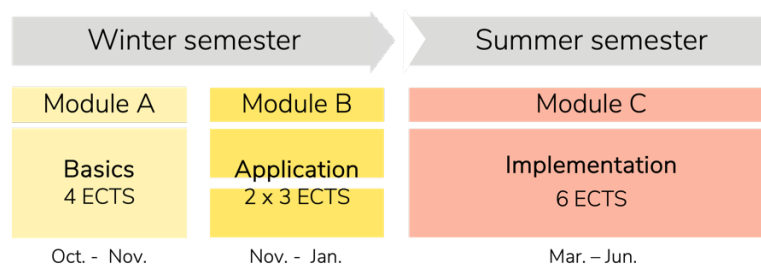 Winter semester
Summer semester
Module A
Module B
Module C
Basics
4 ECTS
Application
2 x 3 ECTS
Implementation
6 ECTS
Oct. - Nov.
Nov. - Jan.
Mar. – Jun.